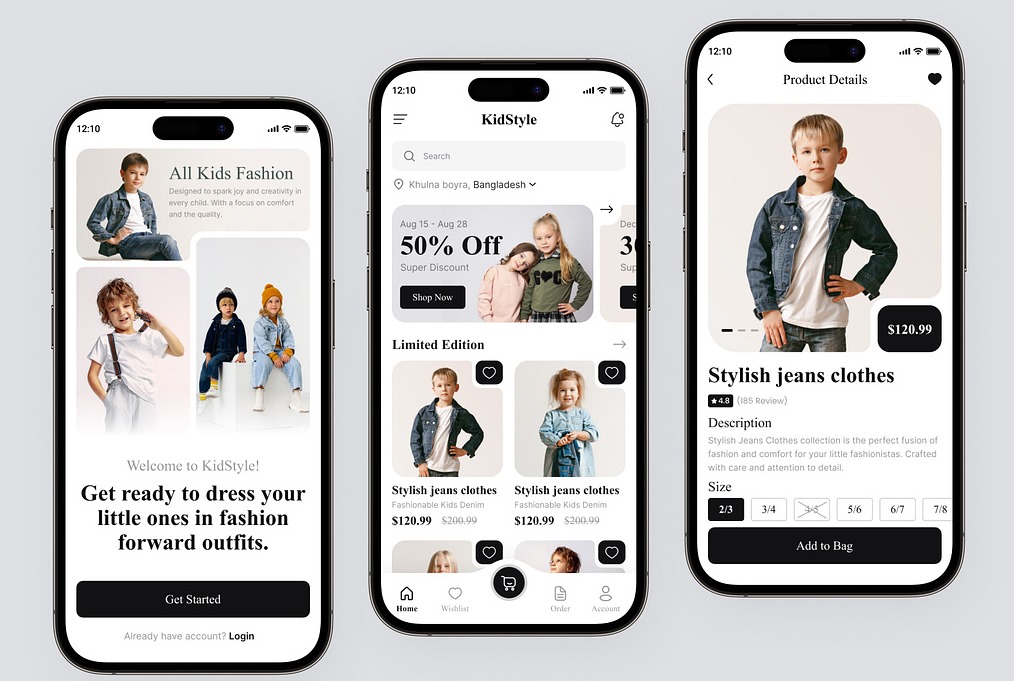 12:10
All Kids Fashion
Designed to spark joy and creativity in
every child. With a focus on comfort
and the quality.
Welcome to KidStyle!
Get ready to dress your
little ones in fashion
forward outfits.
Get Started
Already have account? Login
12:10
KidStyle
Search
Khulna boyra, Bangladesh
Aug 15 - Aug 28
50% Off
Super Discount
Shop Now
Dec
30
Sup
S
Limited Edition
Stylish jeans clothes
Fashionable Kids Denim
$120.99 $200.99
Stylish jeans clothes
Fashionable Kids Denim
$120.99 $200.99
Home
Wishlist
Order
Account
12:10
Product Details
$120.99
Stylish jeans clothes
4.8 (185 Review)
Description
Stylish Jeans Clothes collection is the perfect fusion of
fashion and comfort for your little fashionistas. Crafted
with care and attention to detail.
Size
2/3 3/4 4/5 5/6 6/7 7/8
Add to Bag